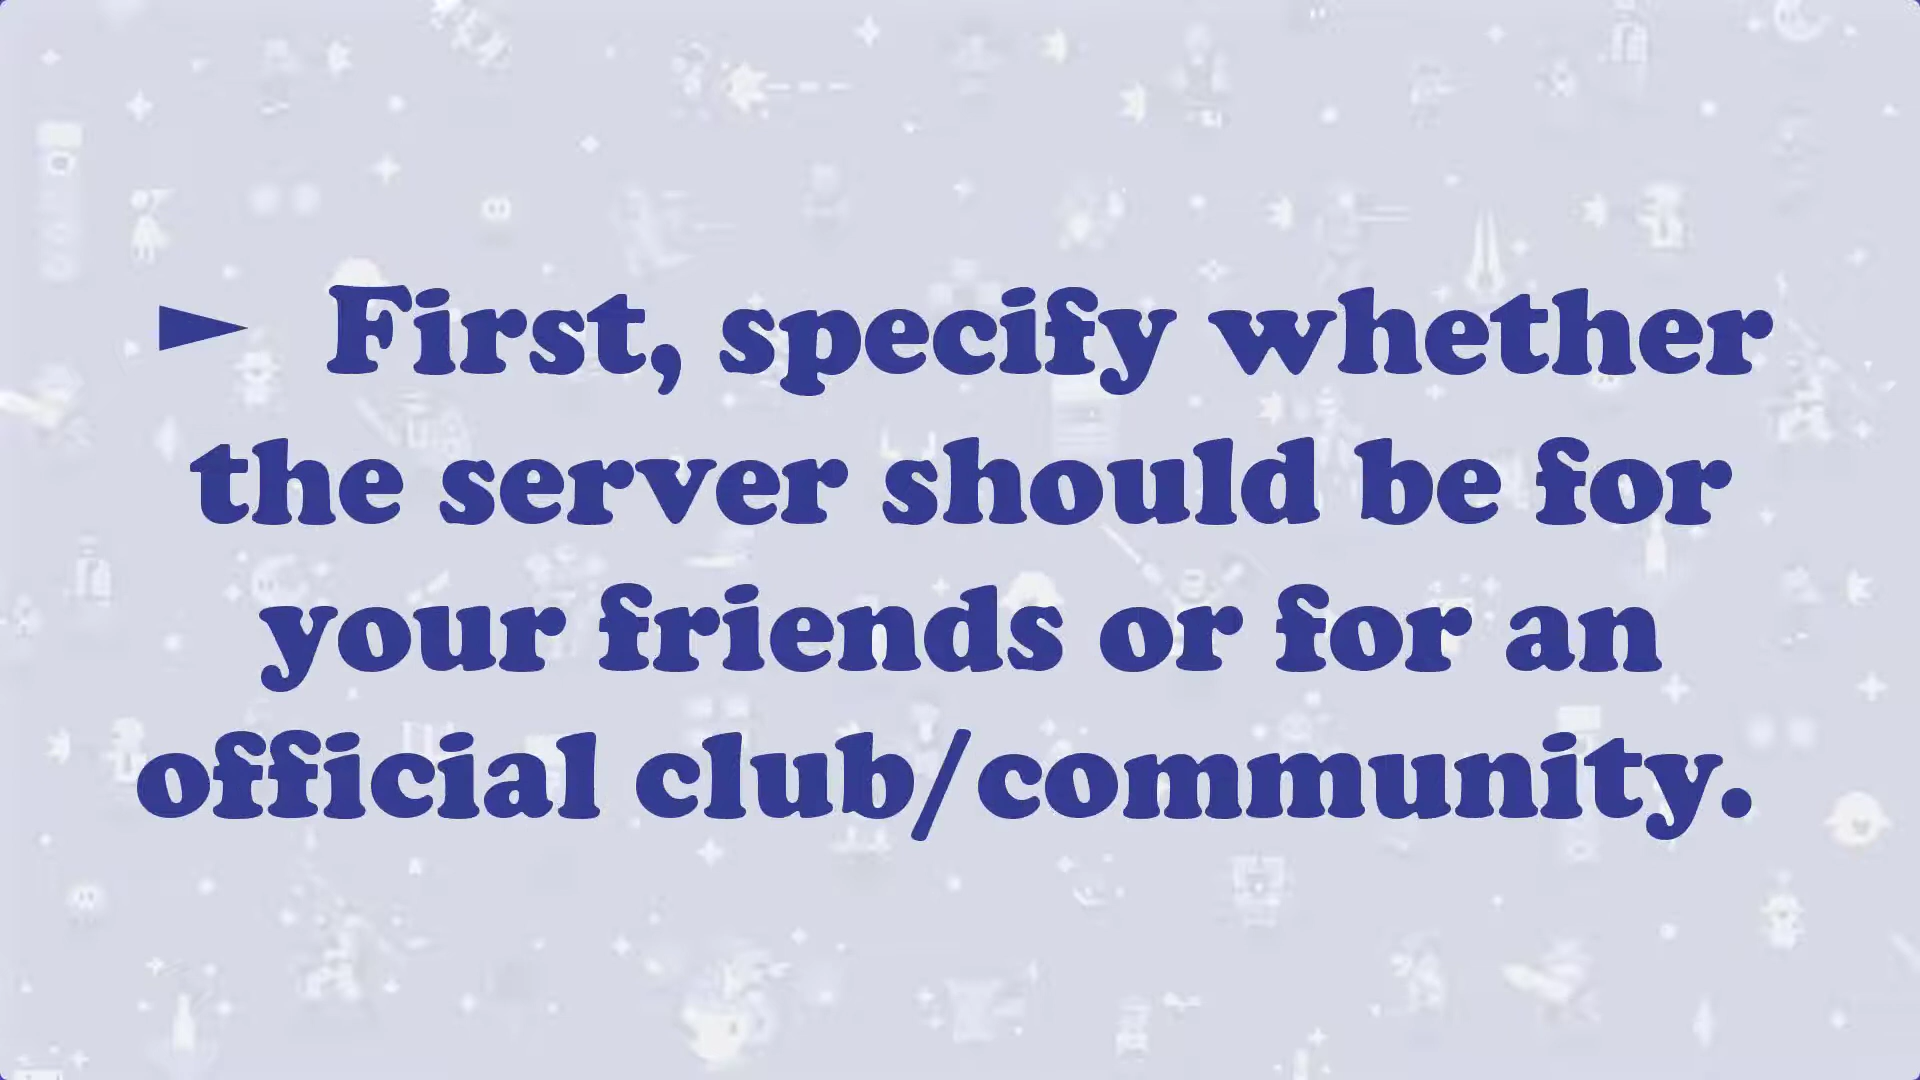 ► First, specify whether
the server should be for
your friends or for an
official club/community.